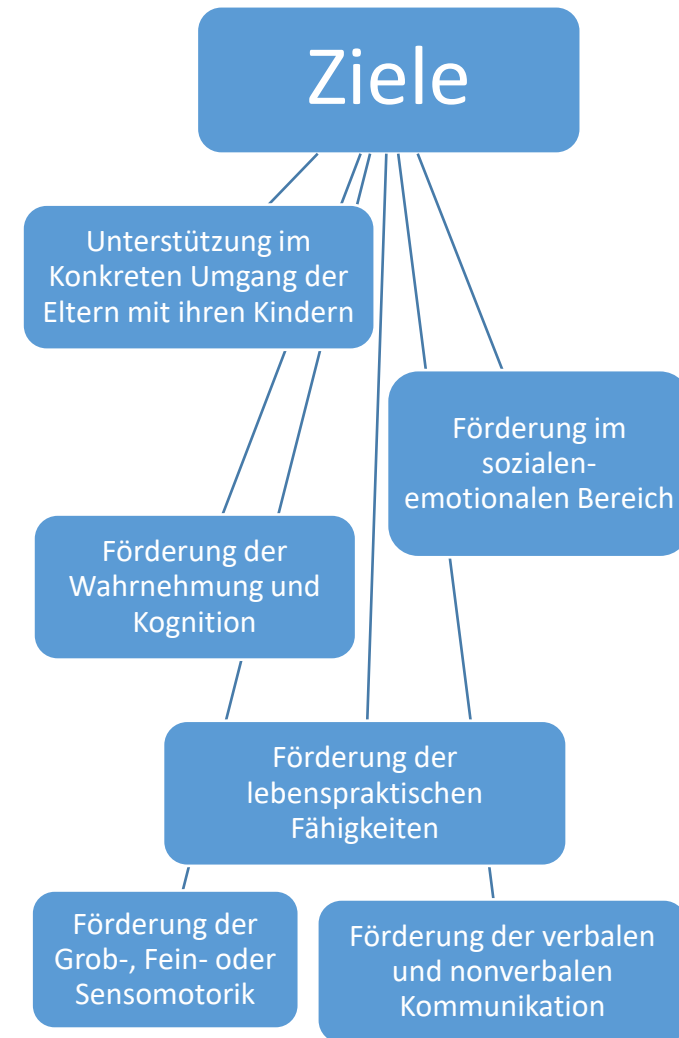 Ziele
Unterstützung im
Konkreten Umgang der
Eltern mit ihren Kindern
Förderung im
sozialen-
emotionalen Bereich
Förderung der
Wahrnehmung und
Kognition
Förderung der
lebenspraktischen
Fähigkeiten
Förderung der
Grob-, Fein- oder
Sensomotorik
Förderung der verbalen
und nonverbalen
Kommunikation